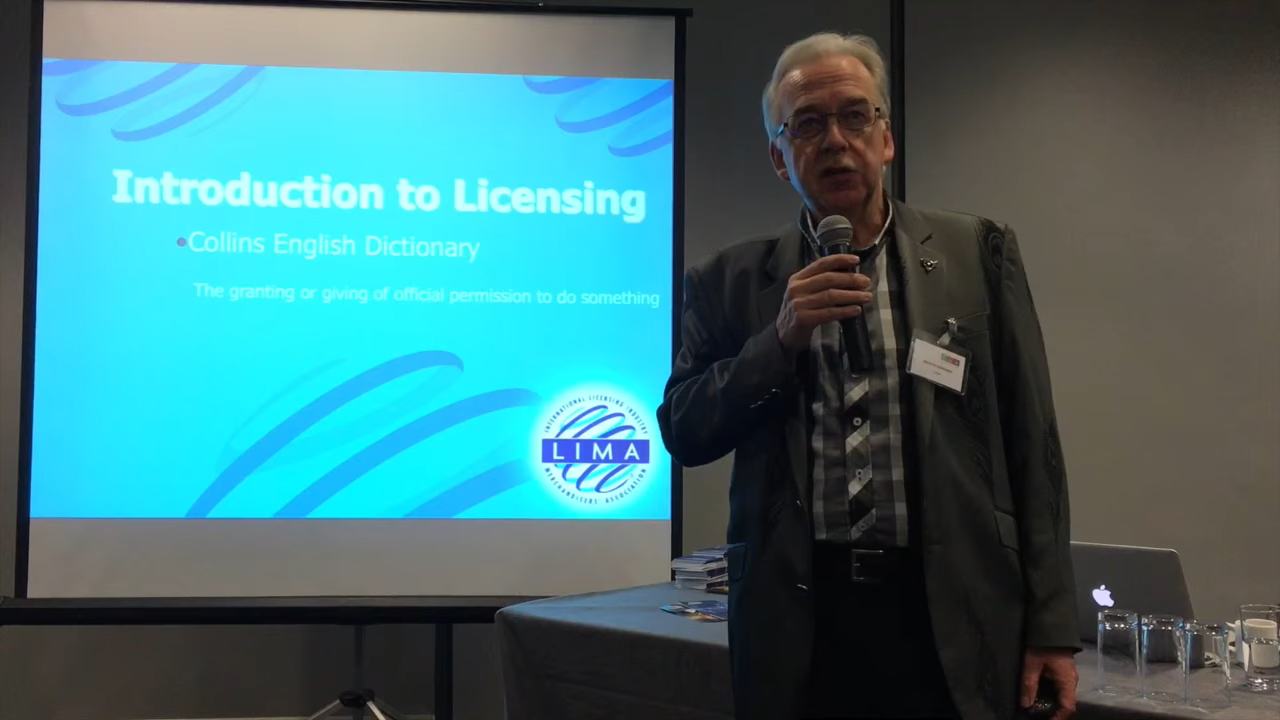 Introduction to Licensing
•Collins English Dictionary
The granting or giving of official permission to do something
INTERNATIONAL LICENSING INDUSTRY
LIMA
MERCHANDISERS' ASSOCIATION